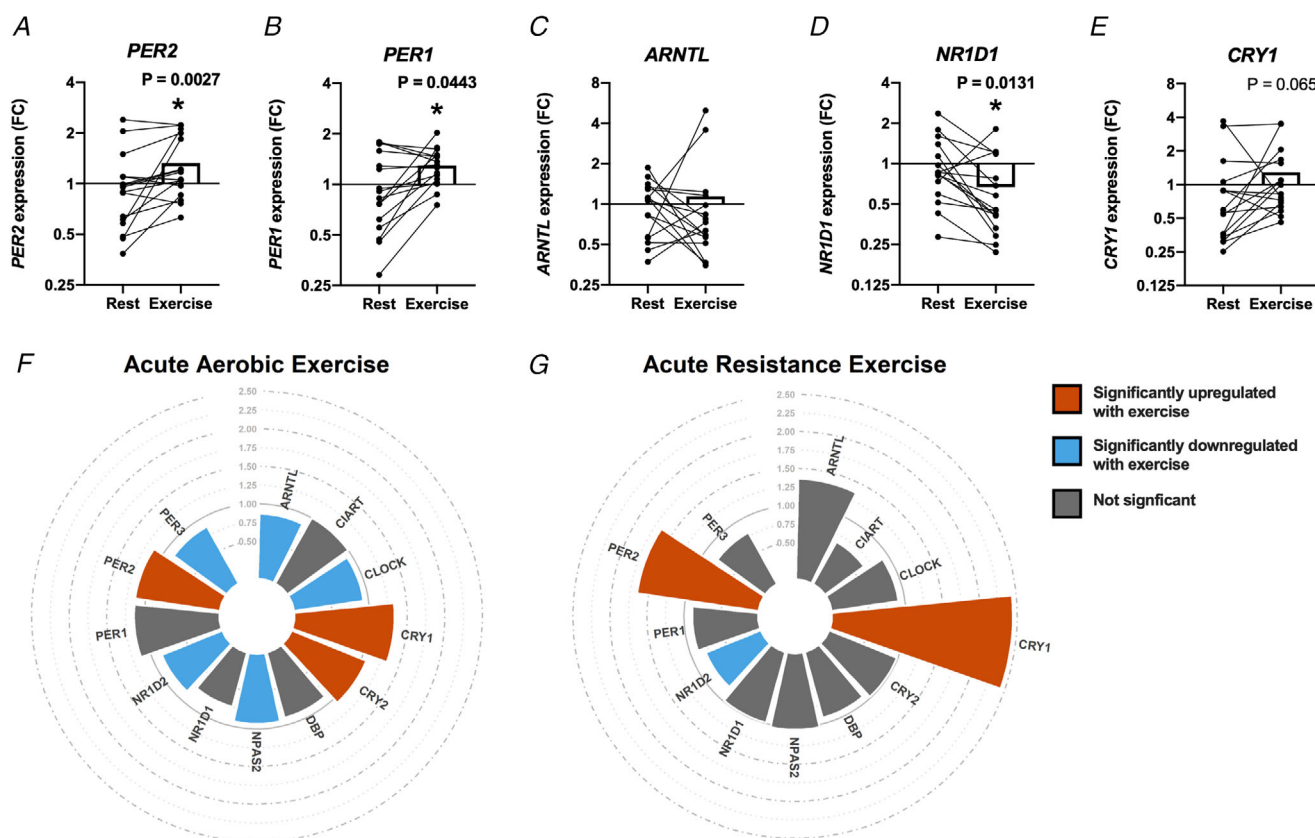 A
PER2
P = 0.0027
*
PER2 expression (FC)
4
2
1
0.5
0.25
Rest Exercise
B
PER1
P = 0.0443
*
PER1 expression (FC)
4
2
1
0.5
0.25
Rest Exercise
C
ARNTL
ARNTL expression (FC)
8
4
2
1
0.5
0.25
Rest Exercise
D
NR1D1
P = 0.0131
*
NR1D1 expression (FC)
4
2
1
0.5
0.25
0.125
Rest Exercise
E
CRY1
P = 0.065
CRY1 expression (FC)
8
4
2
1
0.5
0.25
0.125
Rest Exercise
F
Acute Aerobic Exercise
2.50
2.25
2.00
1.75
1.50
1.25
1.00
0.75
0.50
ARNTL
CIART
CLOCK
CRY1
CRY2
DBP
NPAS2
NR1D1
NR1D2
PER1
PER2
PER3
G
Acute Resistance Exercise
2.50
2.25
2.00
1.75
1.50
1.25
1.00
0.75
0.50
ARNTL
CIART
CLOCK
CRY1
CRY2
DBP
NPAS2
NR1D1
NR1D2
PER1
PER2
PER3
Significantly upregulated
with exercise
Significantly downregulated
with exercise
Not signficant